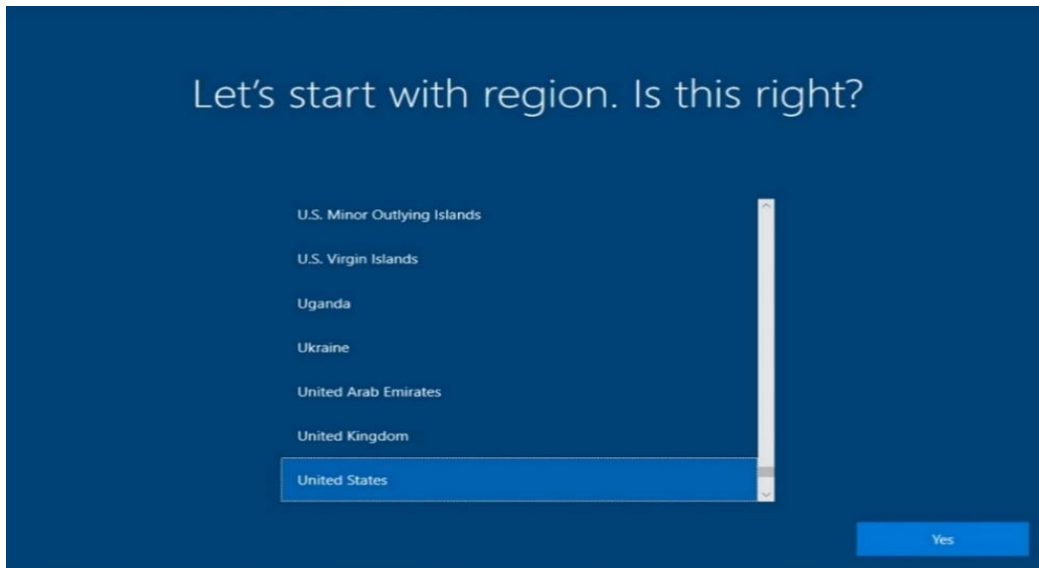 Let's start with region. Is this right?
U.S. Minor Outlying Islands
U.S. Virgin Islands
Uganda
Ukraine
United Arab Emirates
United Kingdom
United States
Yes